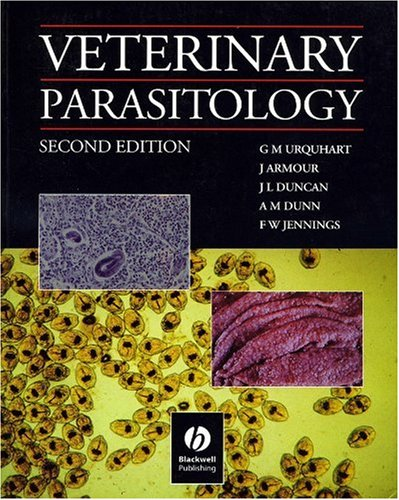 VETERINARY
PARASITOLOGY
SECOND EDITION
G M URQUHART
J ARMOUR
J L DUNCAN
A M DUNN
F W JENNINGS
b
Blackwell
Publishing